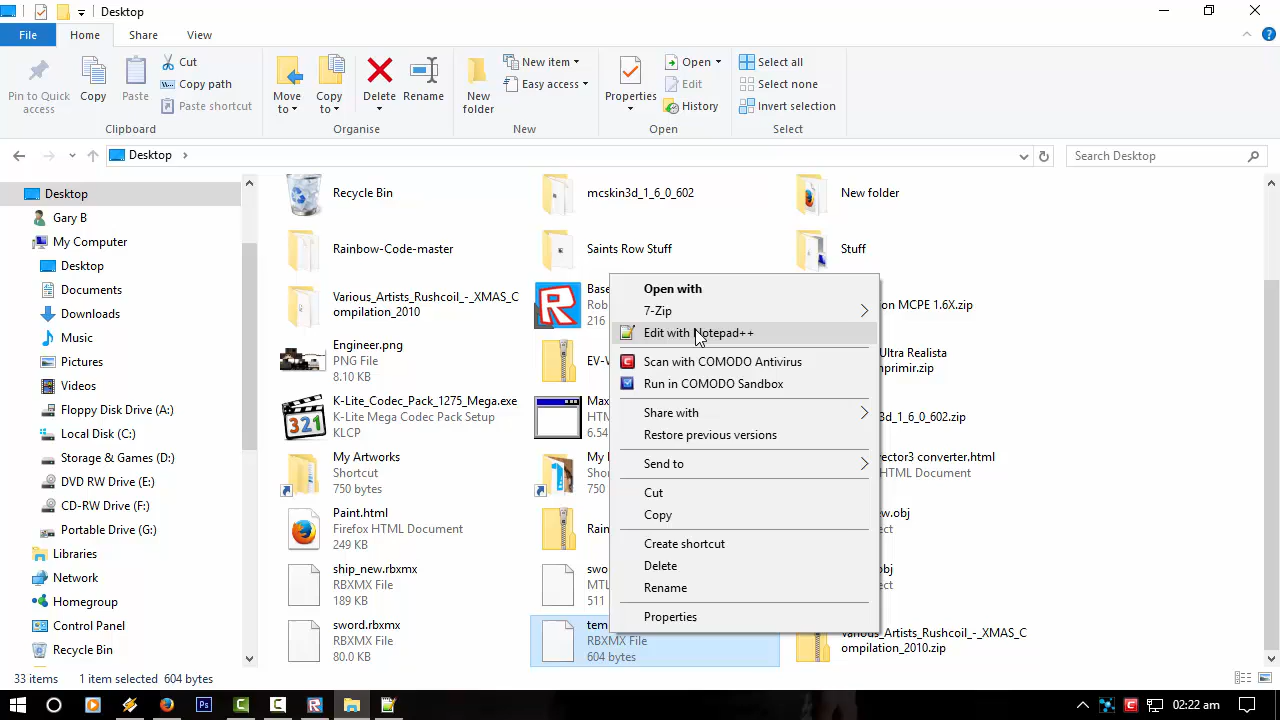 Desktop
File
Home
Share
View
Pin to Quick access
Copy
Paste
Cut
Copy path
Paste shortcut
Clipboard
Move to
Copy to
Delete
Rename
Organise
New folder
New item
Easy access
New
Properties
Open
Edit
History
Open
Select all
Select none
Invert selection
Select
Desktop
Search Desktop
Desktop
Gary B
My Computer
Desktop
Documents
Downloads
Music
Pictures
Videos
Floppy Disk Drive (A:)
Local Disk (C:)
Storage & Games (D:)
DVD RW Drive (E:)
CD-RW Drive (F:)
Portable Drive (G:)
Libraries
Network
Homegroup
Control Panel
Recycle Bin
Recycle Bin
mcskin3d_1_6_0_602
New folder
Rainbow-Code-master
Saints Row Stuff
Stuff
Various_Artists_Rushcoil_-_XMAS_C
ompilation_2010
Base
Rob
216
on MCPE 1.6X.zip
Engineer.png
PNG File
8.10 KB
EV-
Ultra Realista
mprimir.zip
K-Lite_Codec_Pack_1275_Mega.exe
K-Lite Mega Codec Pack Setup
KLCP
Max
HTM
6.54
3d_1_6_0_602.zip
My Artworks
Shortcut
750 bytes
My
Sho
750
ector3 converter.html
HTML Document
Paint.html
Firefox HTML Document
249 KB
Rain
ew.obj
ect
ship_new.rbxmx
RBXMX File
189 KB
swo
MTL
511
obj
ect
sword.rbxmx
RBXMX File
80.0 KB
tem
RBXMX File
604 bytes
Various_Artists_Rushcoil_-_XMAS_C
ompilation_2010.zip
Open with
7-Zip
Edit with Notepad++
Scan with COMODO Antivirus
Run in COMODO Sandbox
Share with
Restore previous versions
Send to
Cut
Copy
Create shortcut
Delete
Rename
Properties
33 items
1 item selected 604 bytes
02:22 am